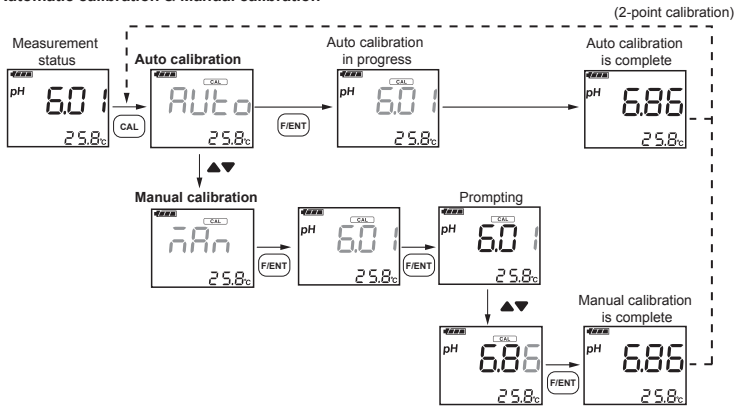 Automatic calibration & Manual calibration
(2-point calibration)
Measurement
status
Auto calibration
Auto calibration
in progress
Auto calibration
is complete
pH 6.01
25.8℃
CAL
CAL
AUto
25.8℃
F/ENT
CAL
pH 6.01
25.8℃
pH 6.86
25.8℃
▲▼
Manual calibration
Prompting
CAL
mAn
25.8℃
F/ENT
CAL
pH 6.01
25.8℃
F/ENT
CAL
pH 6.01
25.8℃
▲▼
Manual calibration
is complete
CAL
pH 6.86
25.8℃
F/ENT
pH 6.86
25.8℃